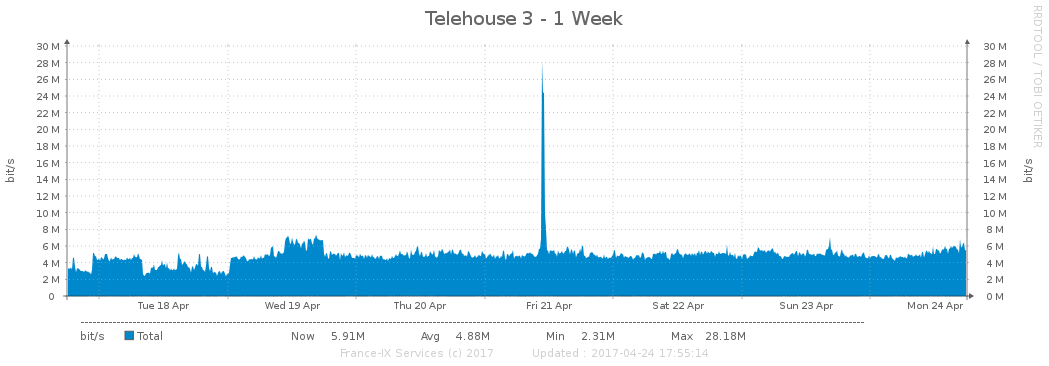 Telehouse 3 - 1 Week
RRDTOOL / TOBI OETIKER
bit/s
30 M 30 M
28 M 28 M
26 M 26 M
24 M 24 M
22 M 22 M
20 M 20 M
18 M 18 M
16 M 16 M
14 M 14 M
12 M 12 M
10 M 10 M
8 M 8 M
6 M 6 M
4 M 4 M
2 M 2 M
0 0 M
bit/s
Tue 18 Apr Wed 19 Apr Thu 20 Apr Fri 21 Apr Sat 22 Apr Sun 23 Apr Mon 24 Apr
bit/s Total Now 5.91M Avg 4.88M Min 2.31M Max 28.18M
France-IX Services (c) 2017 Updated : 2017-04-24 17:55:14